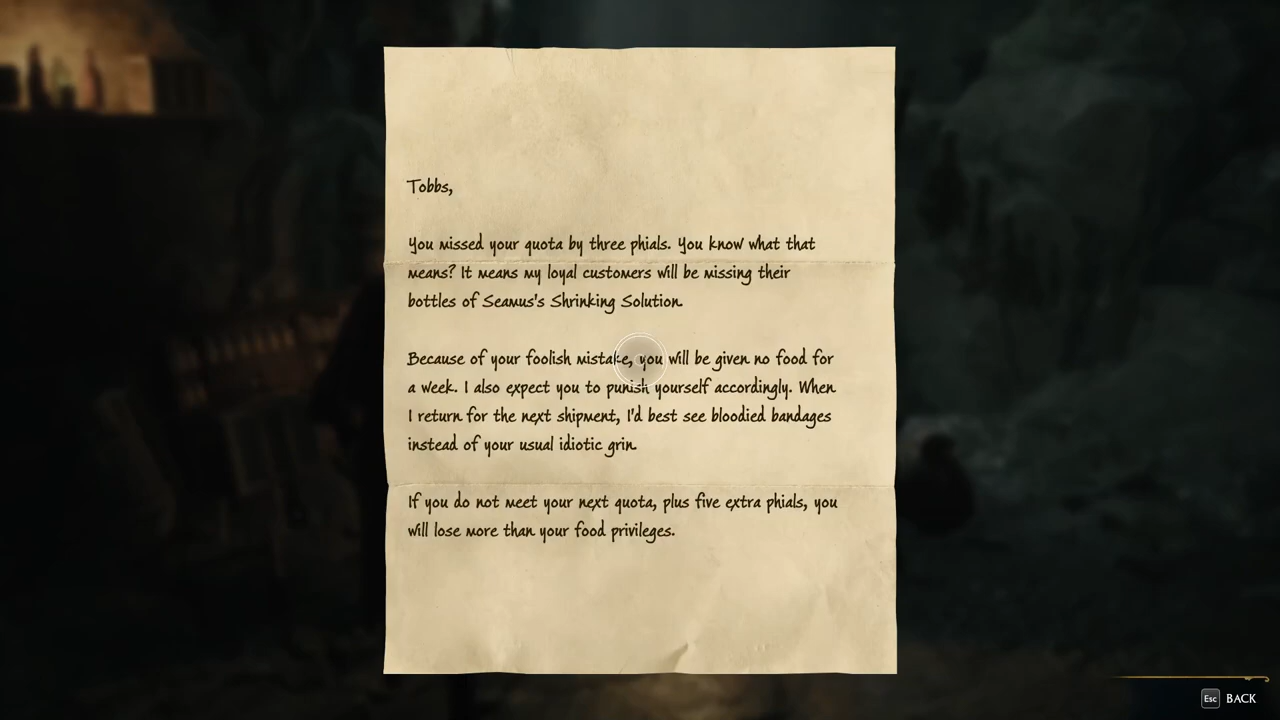 Tobbs,
You missed your quota by three phials. You know what that
means? It means my loyal customers will be missing their
bottles of Seamus's Shrinking Solution.
Because of your foolish mistake, you will be given no food for
a week. I also expect you to punish yourself accordingly. When
I return for the next shipment, I'd best see bloodied bandages
instead of your usual idiotic grin.
If you do not meet your next quota, plus five extra phials, you
will lose more than your food privileges.
Esc BACK